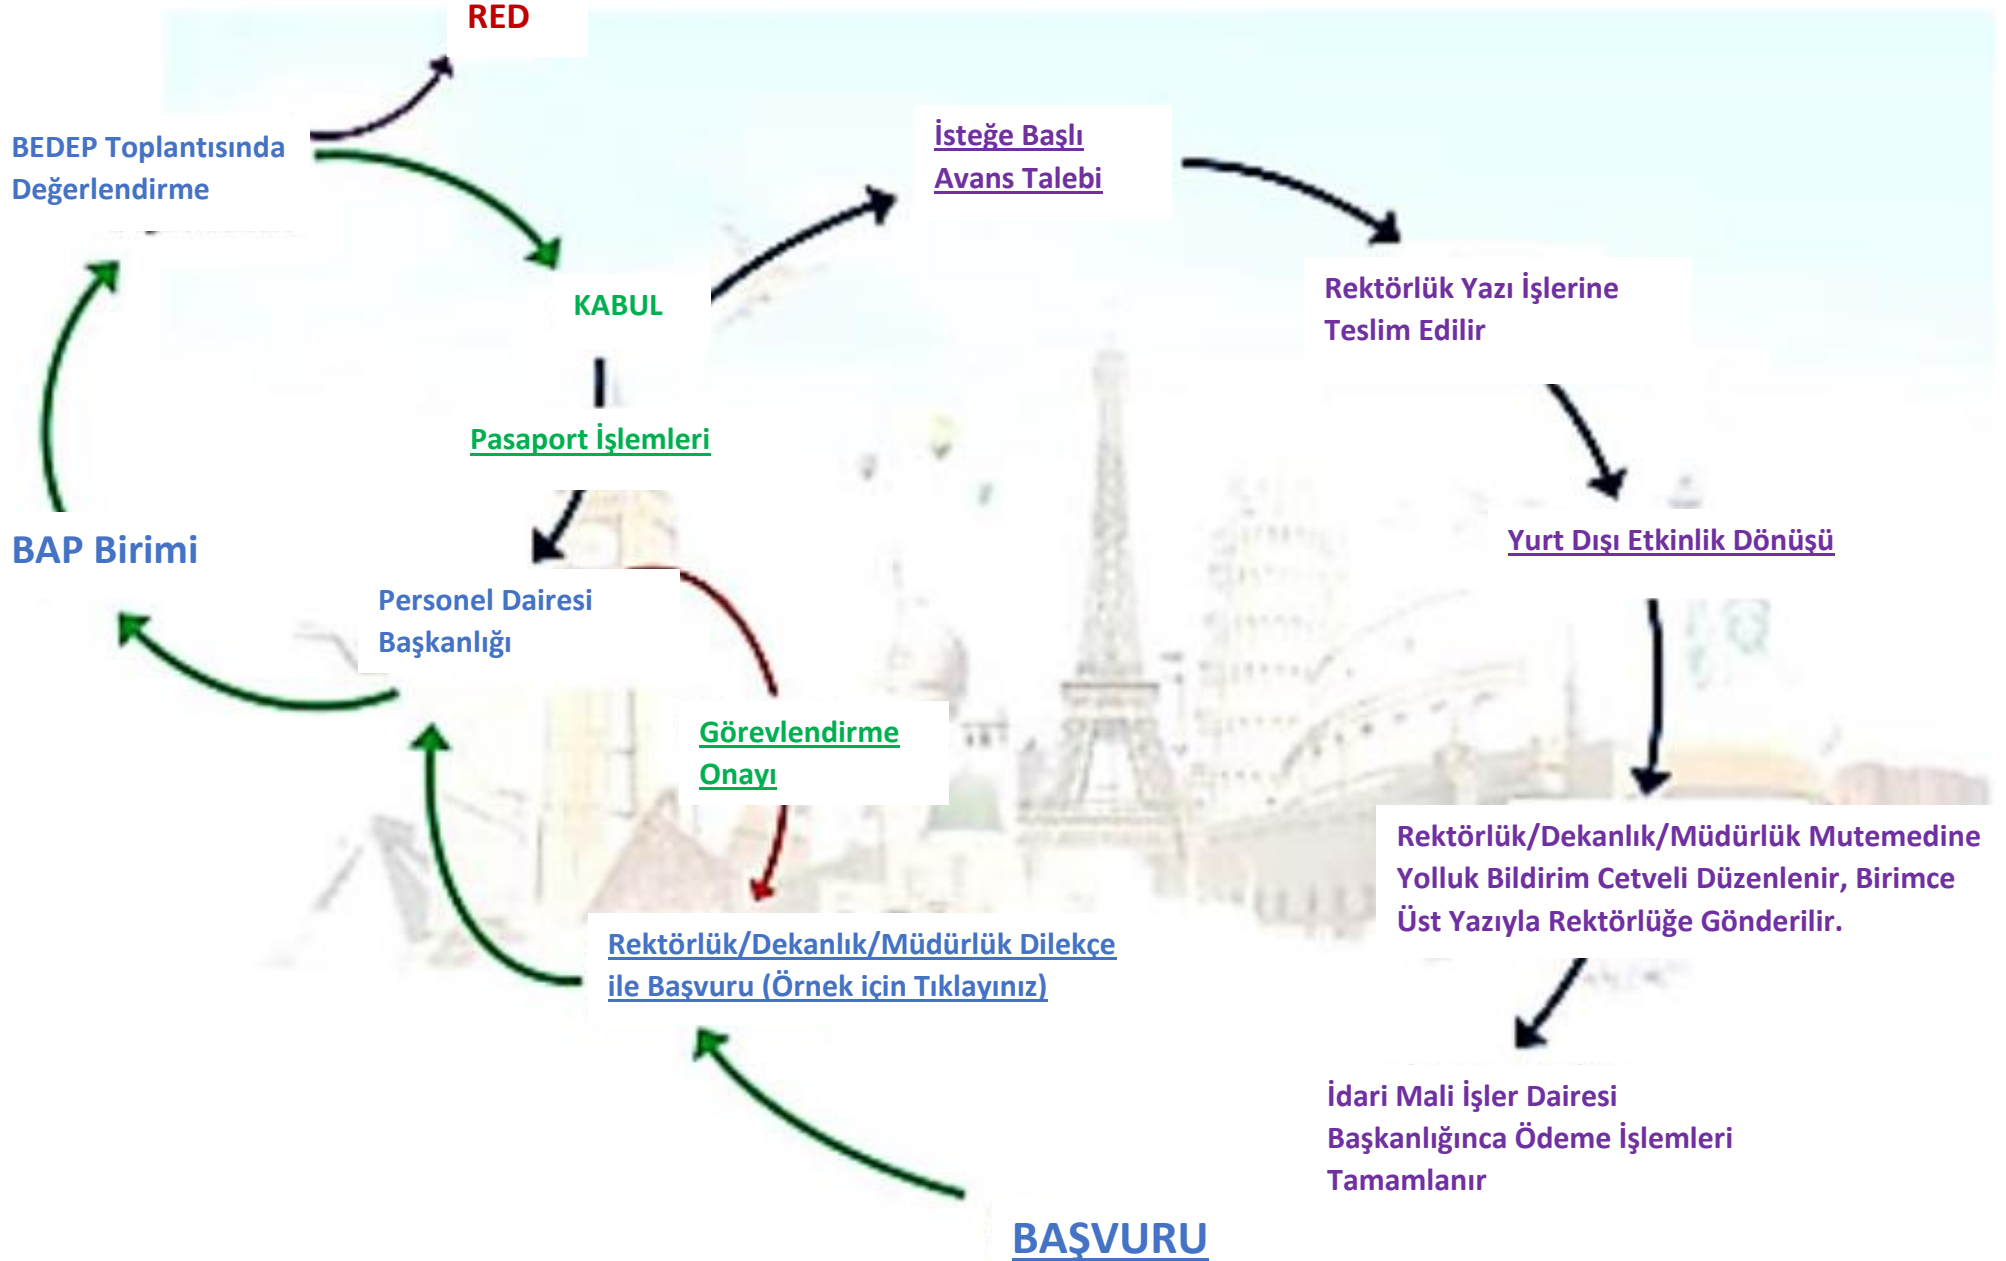 RED
BEDEP Toplantısında
Değerlendirme
İsteğe Başlı
Avans Talebi
KABUL
Rektörlük Yazı İşlerine
Teslim Edilir
Pasaport İşlemleri
BAP Birimi
Yurt Dışı Etkinlik Dönüşü
Personel Dairesi
Başkanlığı
Görevlendirme
Onayı
Rektörlük/Dekanlık/Müdürlük Mutemedine
Yolluk Bildirim Cetveli Düzenlenir, Birimce
Üst Yazıyla Rektörlüğe Gönderilir.
Rektörlük/Dekanlık/Müdürlük Dilekçe
ile Başvuru (Örnek için Tıklayınız)
İdari Mali İşler Dairesi
Başkanlığınca Ödeme İşlemleri
Tamamlanır
BAŞVURU